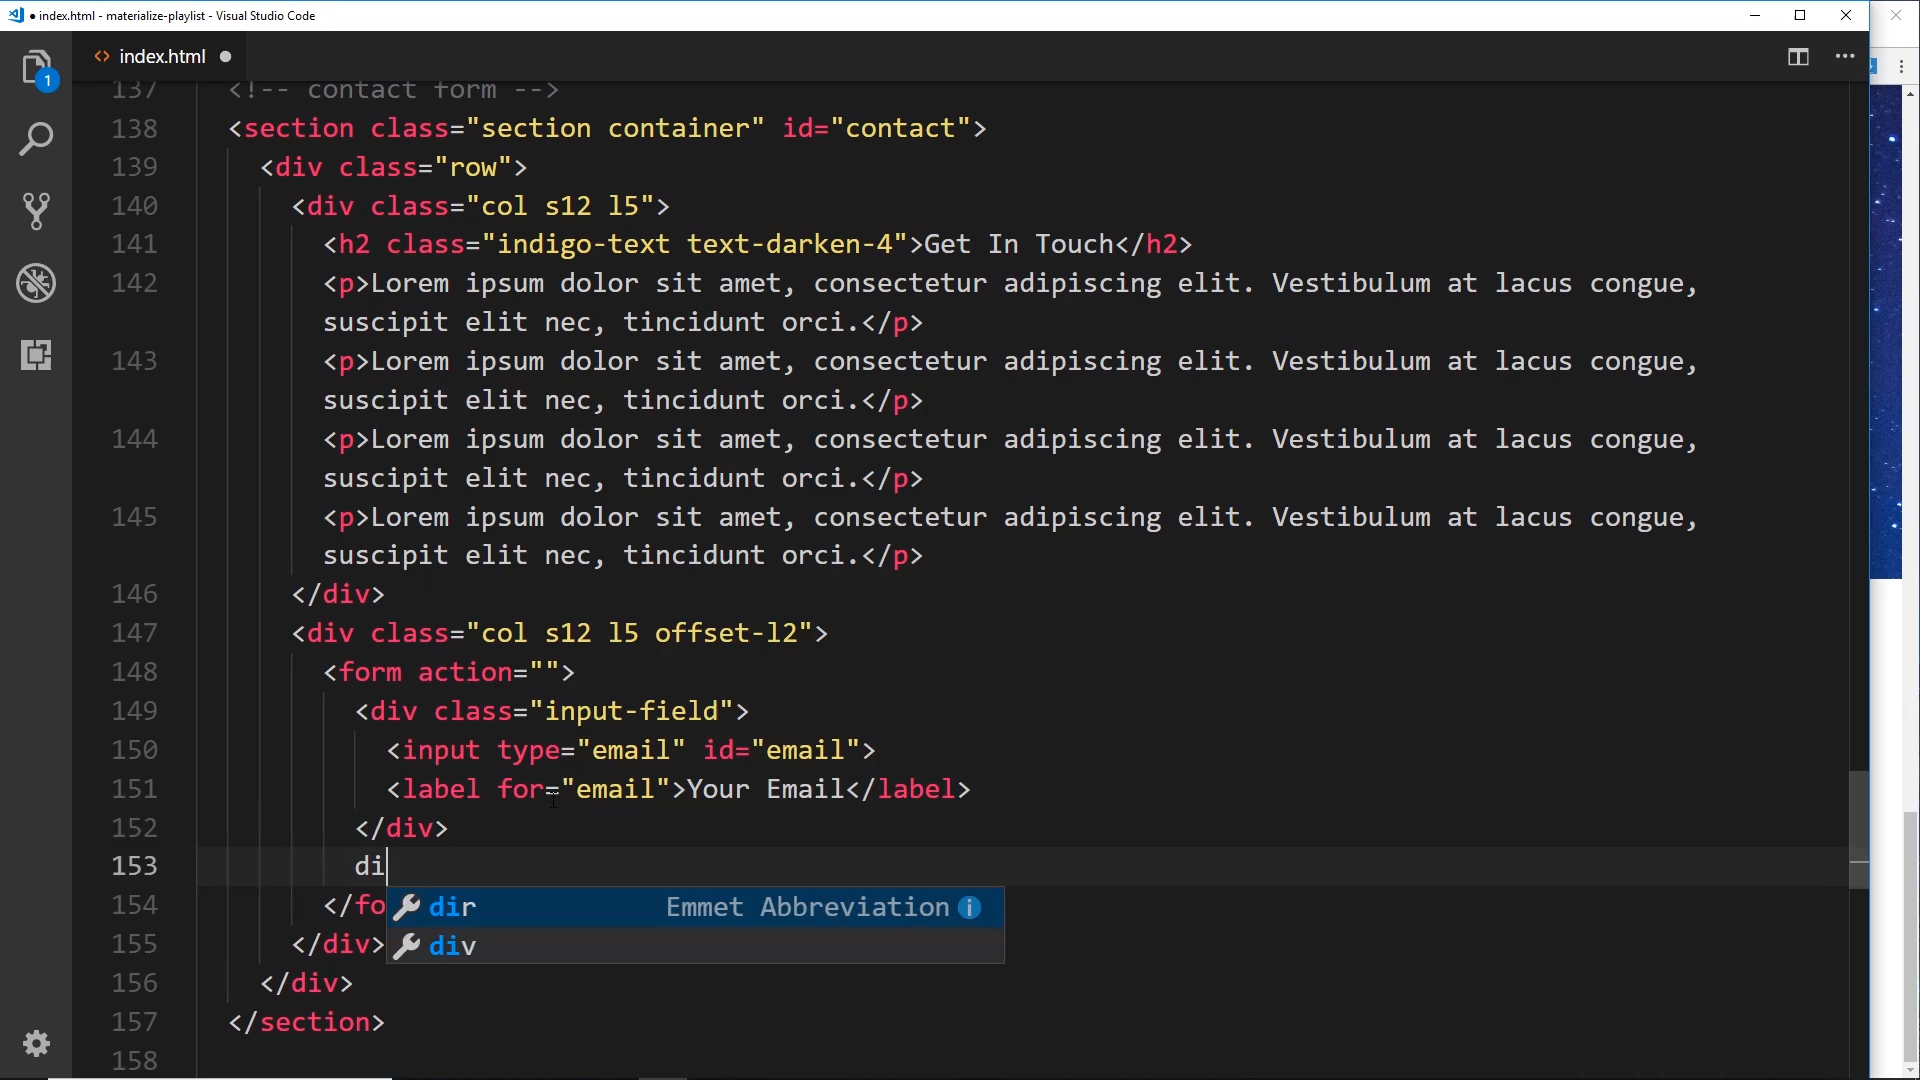 ● index.html - materialize-playlist - Visual Studio Code
1
<> index.html ●
137 <!-- contact form -->
138 <section class="section container" id="contact">
139 <div class="row">
140 <div class="col s12 l5">
141 <h2 class="indigo-text text-darken-4">Get In Touch</h2>
142 <p>Lorem ipsum dolor sit amet, consectetur adipiscing elit. Vestibulum at lacus congue,
suscipit elit nec, tincidunt orci.</p>
143 <p>Lorem ipsum dolor sit amet, consectetur adipiscing elit. Vestibulum at lacus congue,
suscipit elit nec, tincidunt orci.</p>
144 <p>Lorem ipsum dolor sit amet, consectetur adipiscing elit. Vestibulum at lacus congue,
suscipit elit nec, tincidunt orci.</p>
145 <p>Lorem ipsum dolor sit amet, consectetur adipiscing elit. Vestibulum at lacus congue,
suscipit elit nec, tincidunt orci.</p>
146 </div>
147 <div class="col s12 l5 offset-l2">
148 <form action="">
149 <div class="input-field">
150 <input type="email" id="email">
151 <label for="email">Your Email</label>
152 </div>
153 di
154 </fo dir Emmet Abbreviation
155 </div> div
156 </div>
157 </section>
158